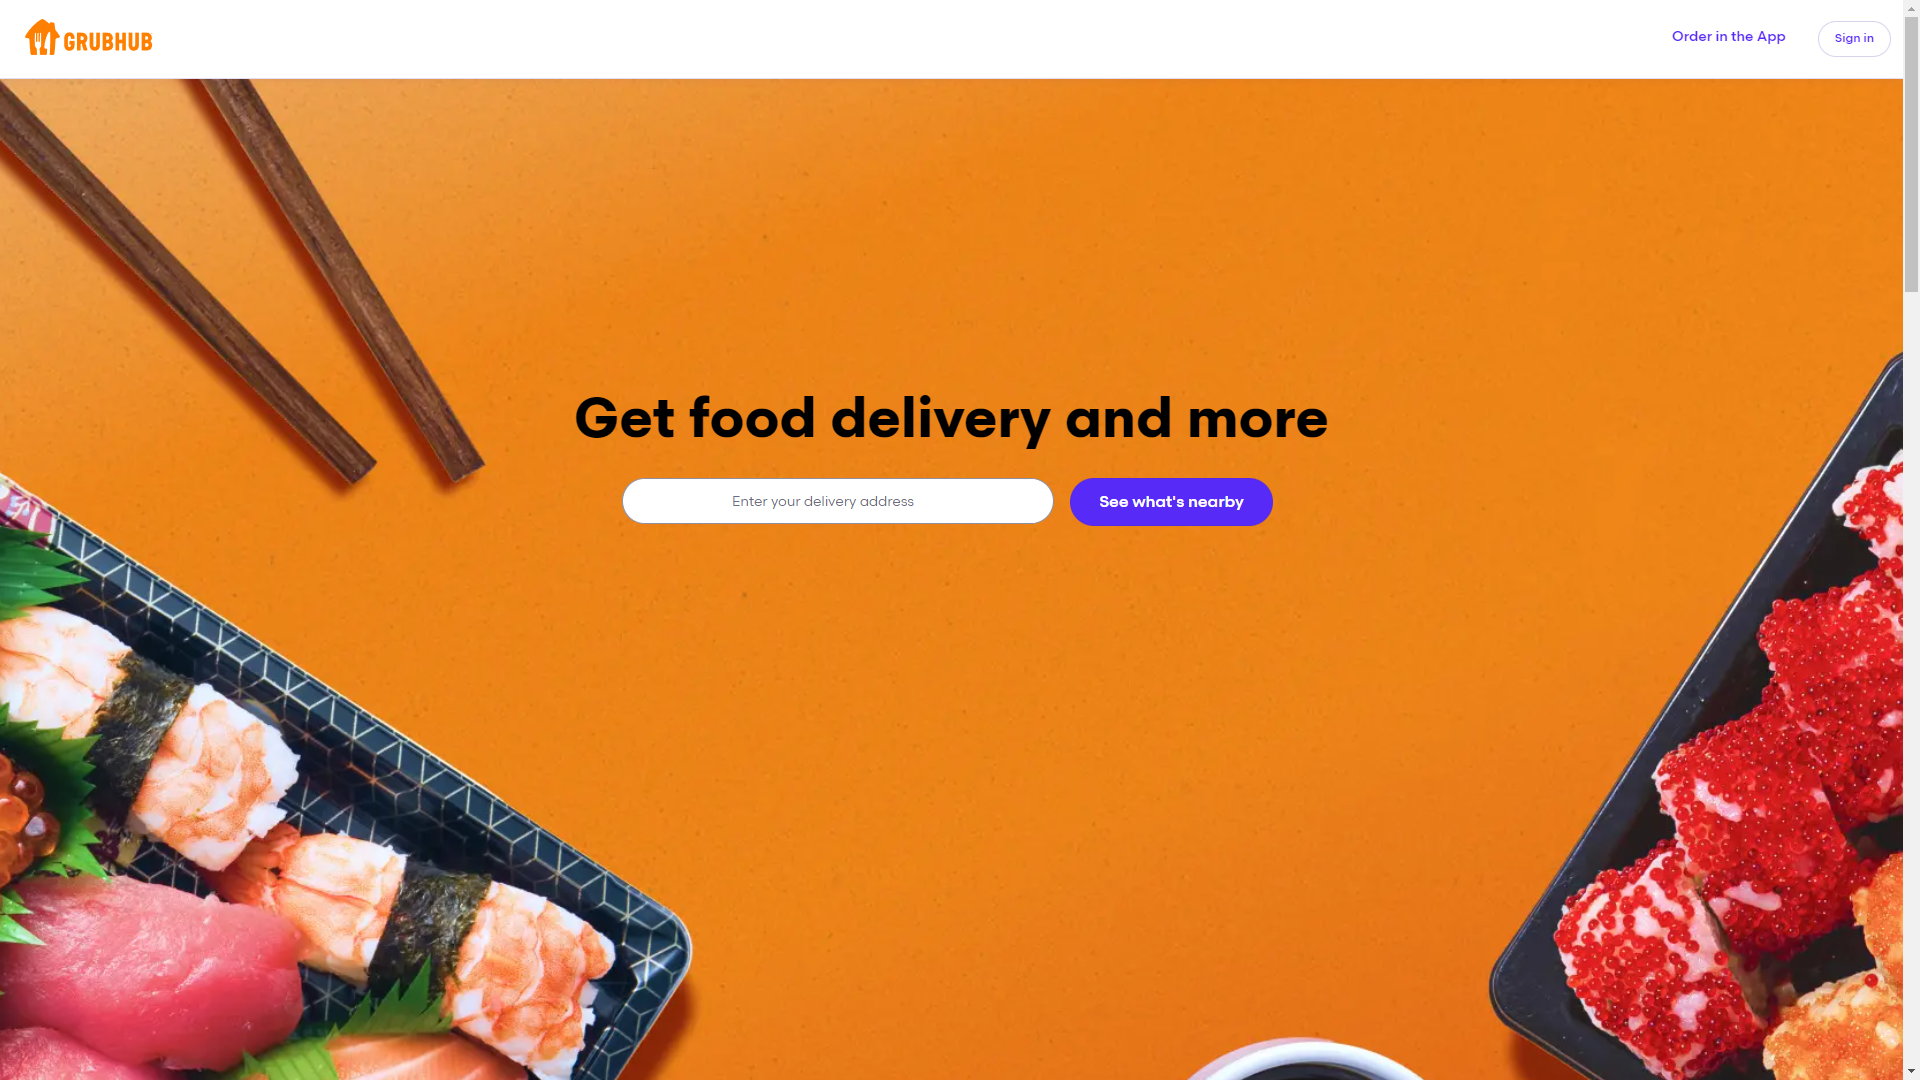 GRUBHUB
Order in the App
Sign in
Get food delivery and more
Enter your delivery address
See what's nearby